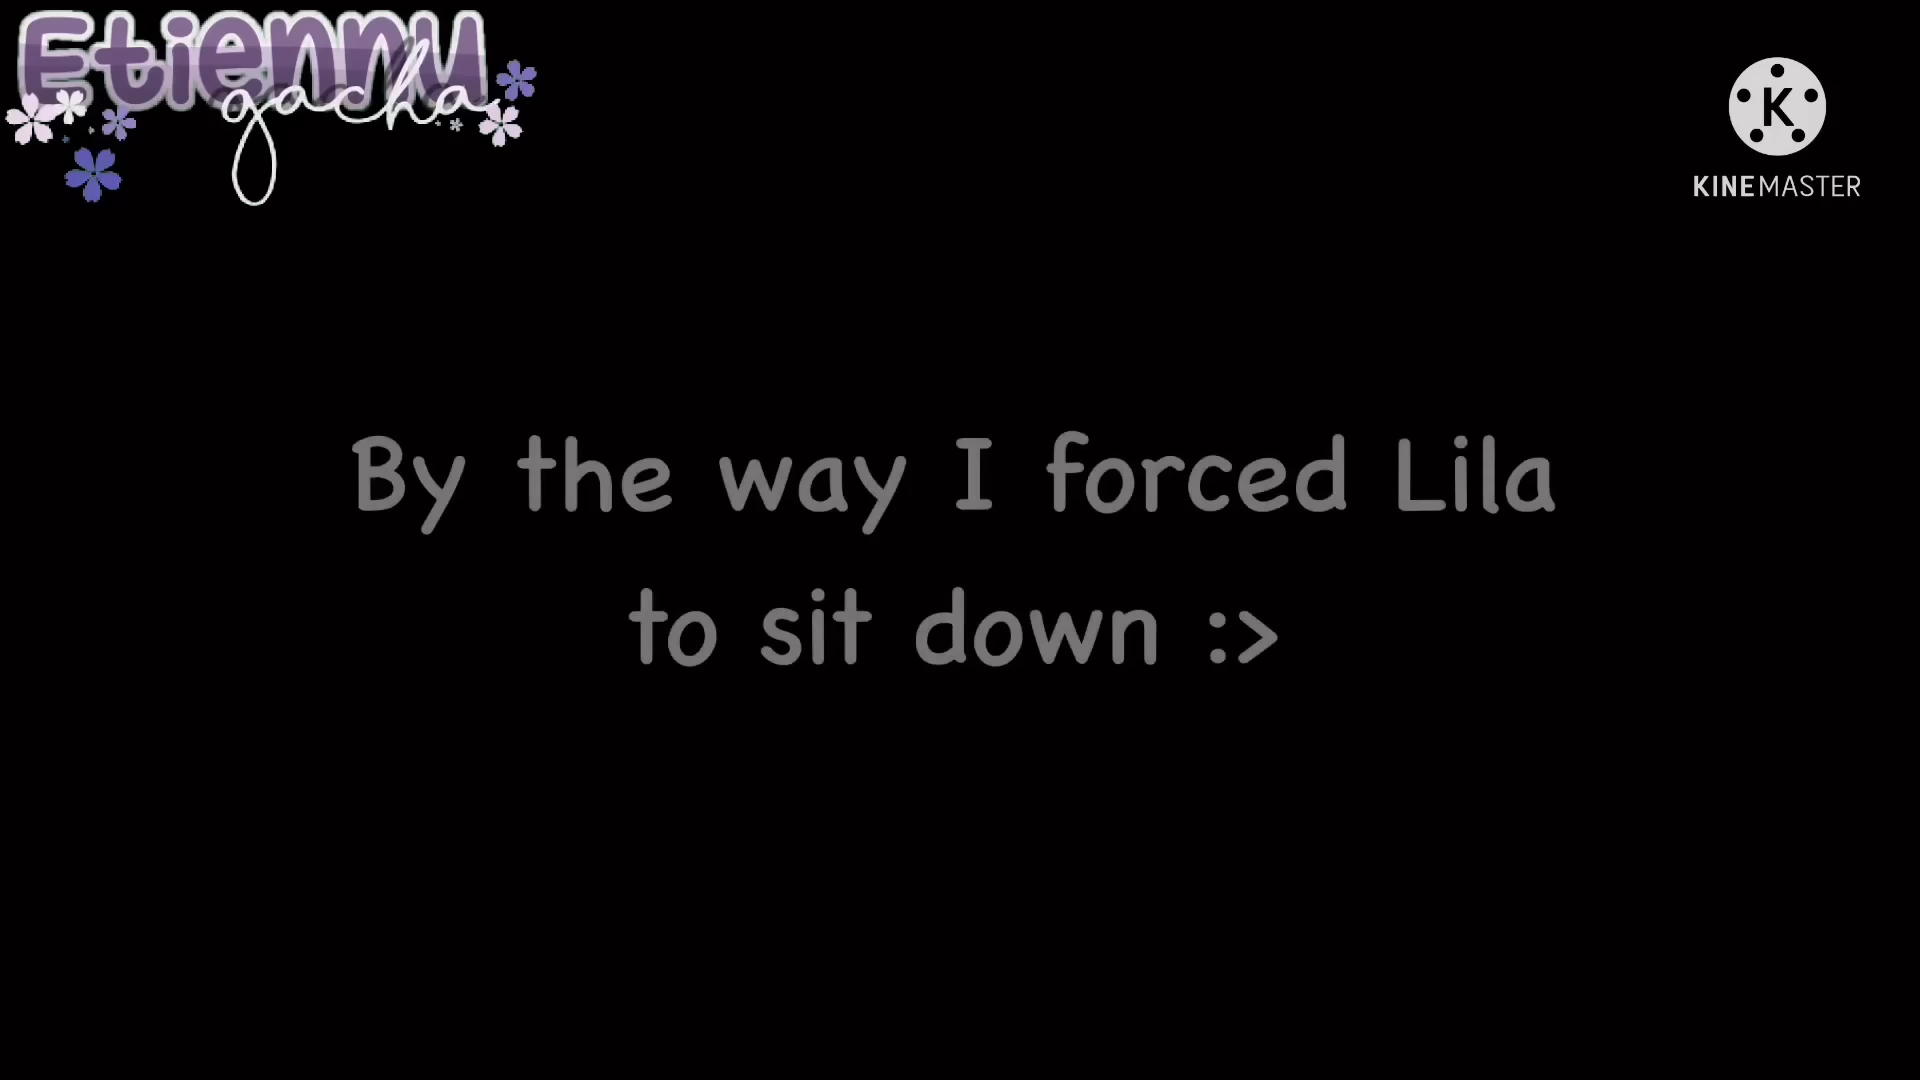 Etiennu
gacha
K
KINEMASTER
By the way I forced Lila
to sit down :>